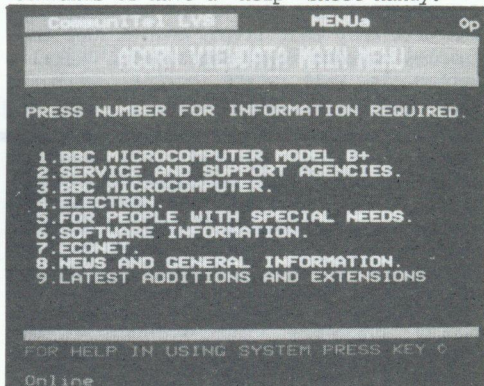 CommuniTel LVS MENUa 0p
ACORN VIEWDATA MAIN MENU
PRESS NUMBER FOR INFORMATION REQUIRED.
1.BBC MICROCOMPUTER MODEL B+
2.SERVICE AND SUPPORT AGENCIES.
3.BBC MICROCOMPUTER.
4.ELECTRON.
5.FOR PEOPLE WITH SPECIAL NEEDS.
6.SOFTWARE INFORMATION.
7.ECONET.
8.NEWS AND GENERAL INFORMATION.
9.LATEST ADDITIONS AND EXTENSIONS
FOR HELP IN USING SYSTEM PRESS KEY 0
Online